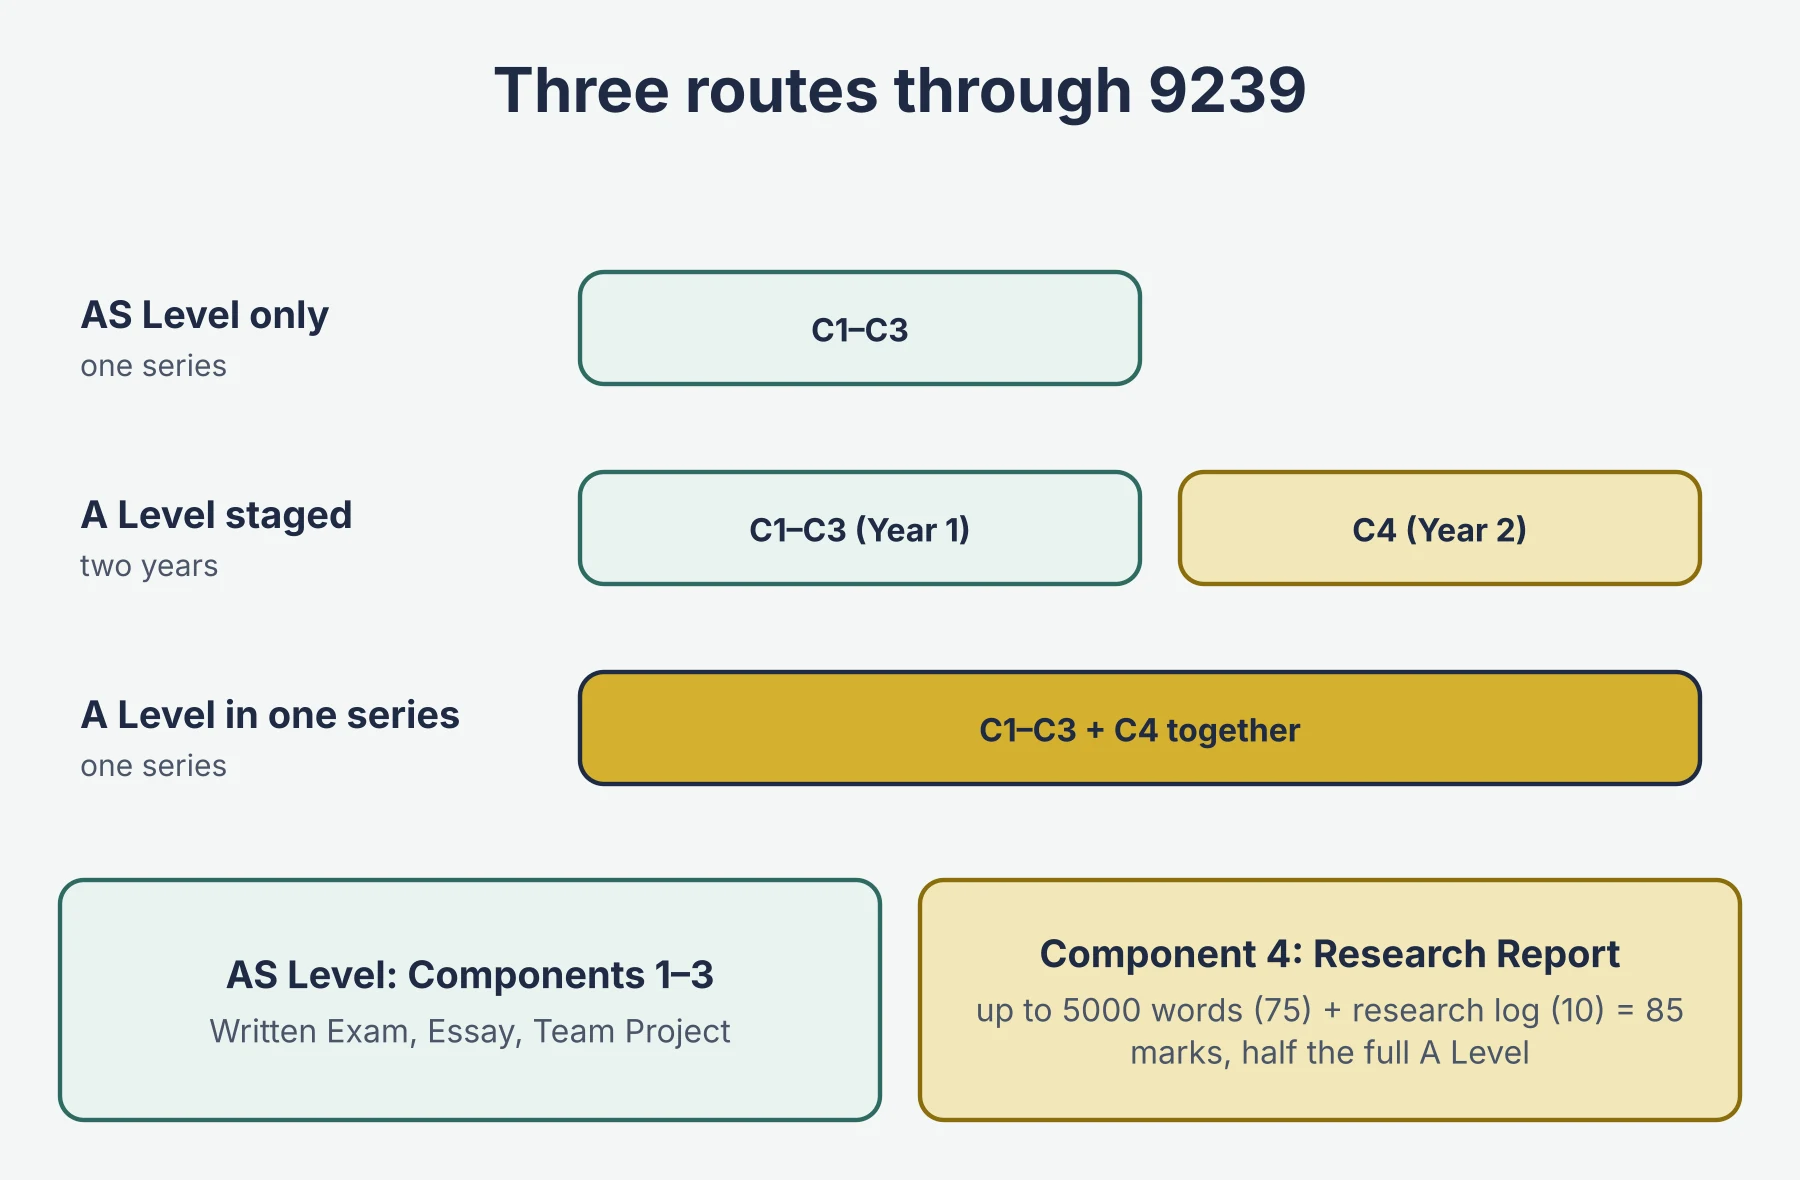 Three routes through 9239
AS Level only
one series
C1–C3
A Level staged
two years
C1–C3 (Year 1)
C4 (Year 2)
A Level in one series
one series
C1–C3 + C4 together
AS Level: Components 1–3
Written Exam, Essay, Team Project
Component 4: Research Report
up to 5000 words (75) + research log (10) = 85
marks, half the full A Level